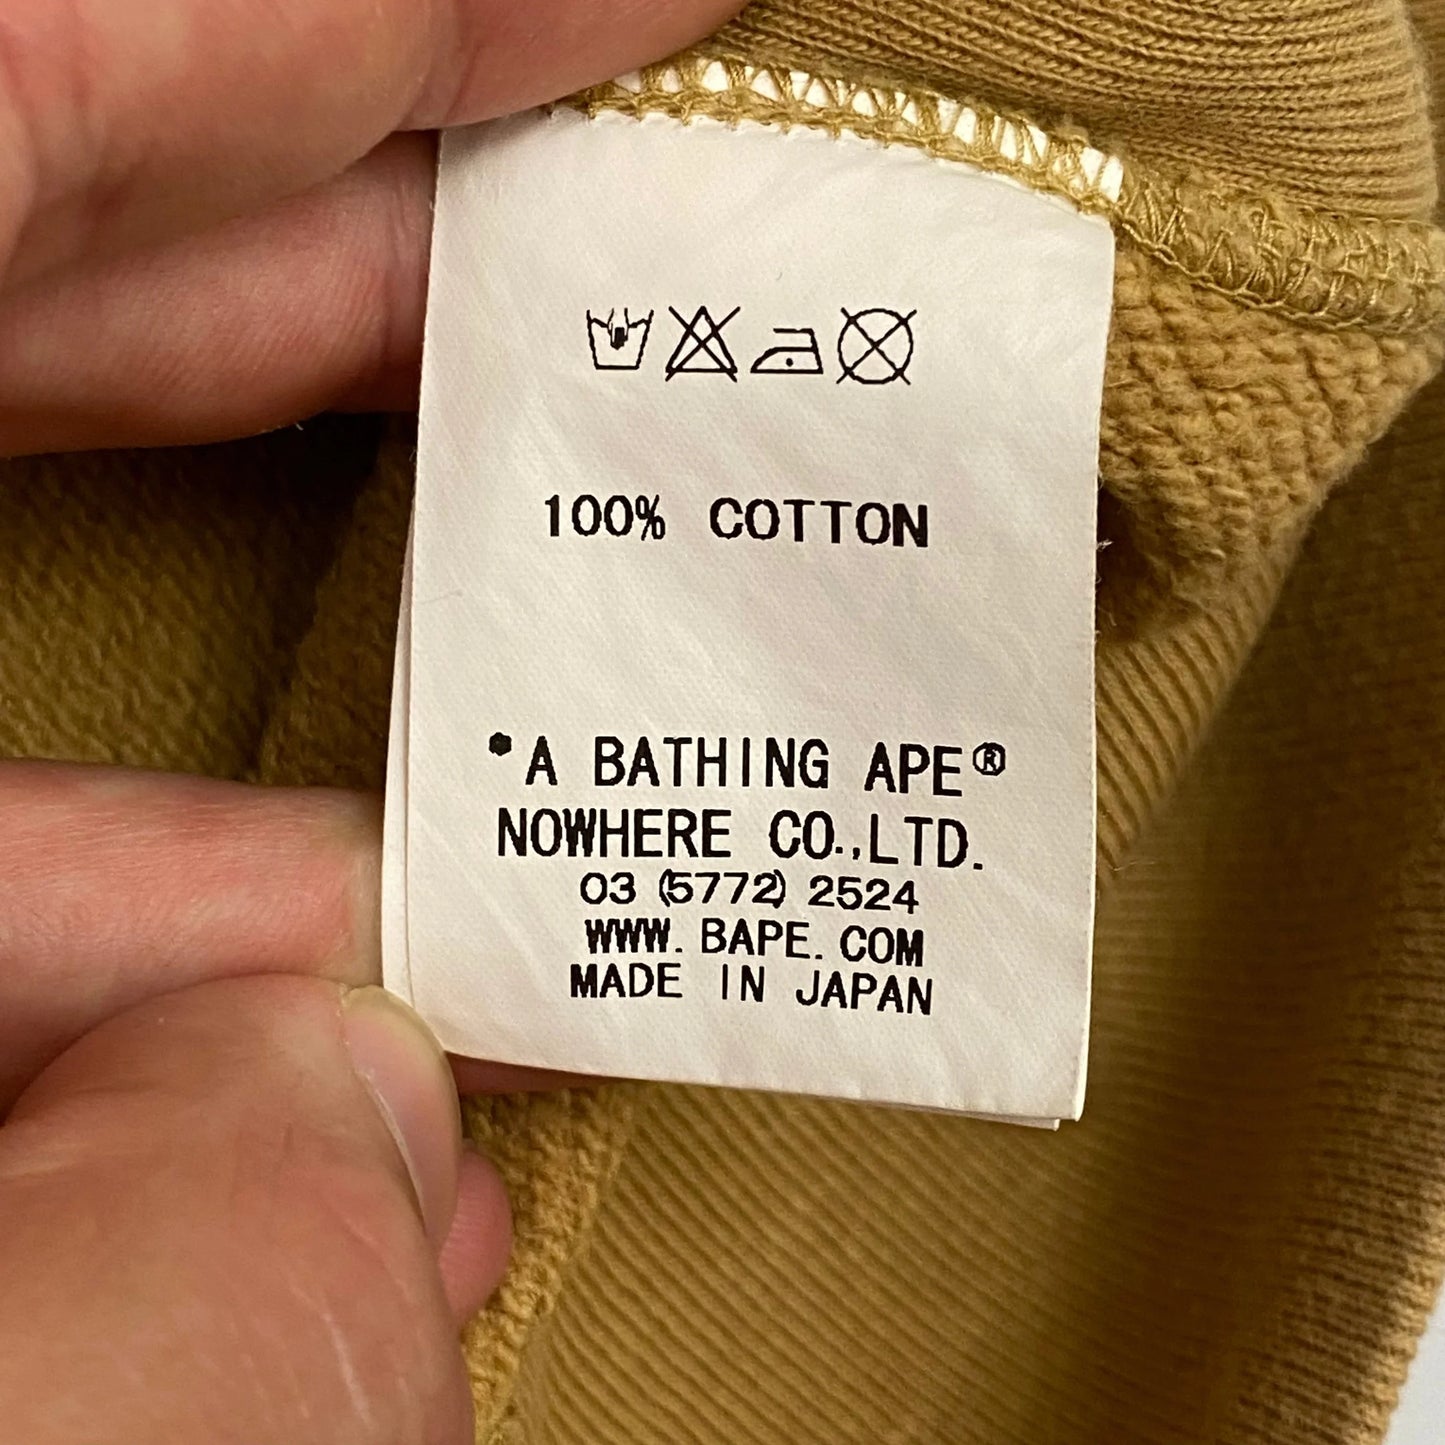 100% COTTON
*A BATHING APE®
NOWHERE CO.,LTD.
03 (5772) 2524
WWW. BAPE. COM
MADE IN JAPAN